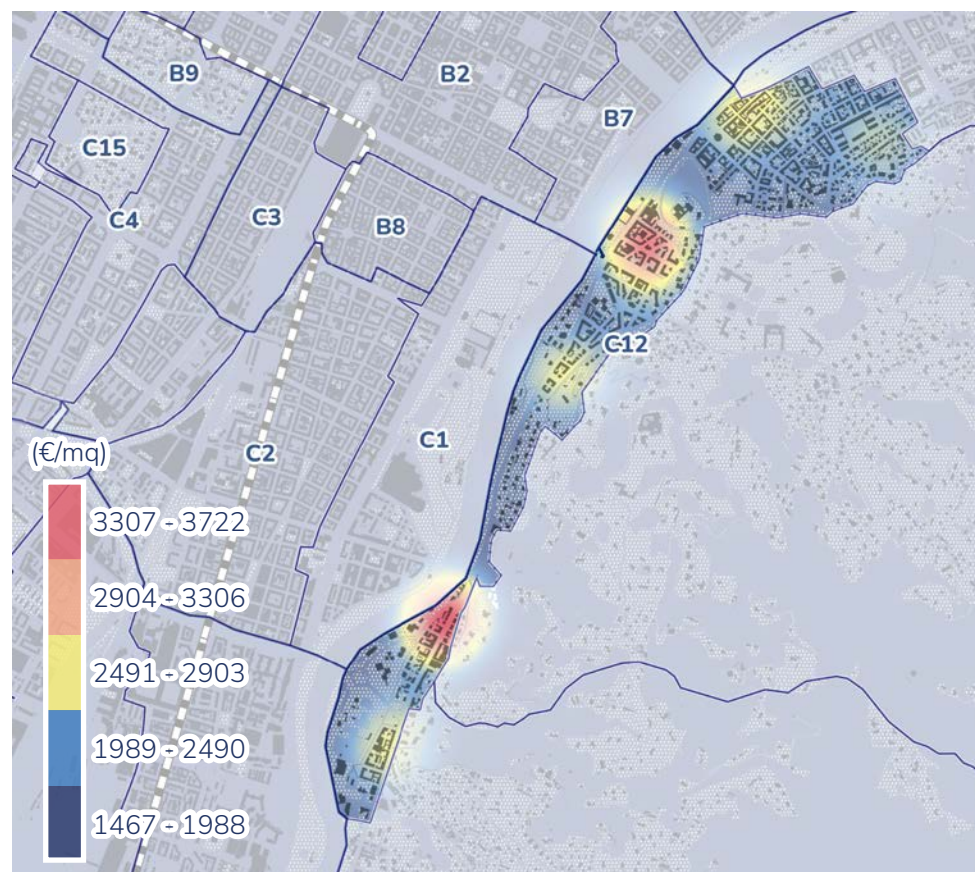 B9
B2
B7
C15
C4
C3
B8
C12
C1
C2
(€/mq)
3307 - 3722
2904 - 3306
2491 - 2903
1989 - 2490
1467 - 1988